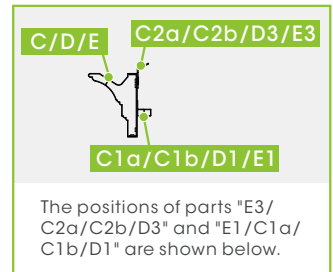 C/D/E
C2a/C2b/D3/E3
C1a/C1b/D1/E1
The positions of parts "E3/
C2a/C2b/D3" and "E1/C1a/
C1b/D1" are shown below.